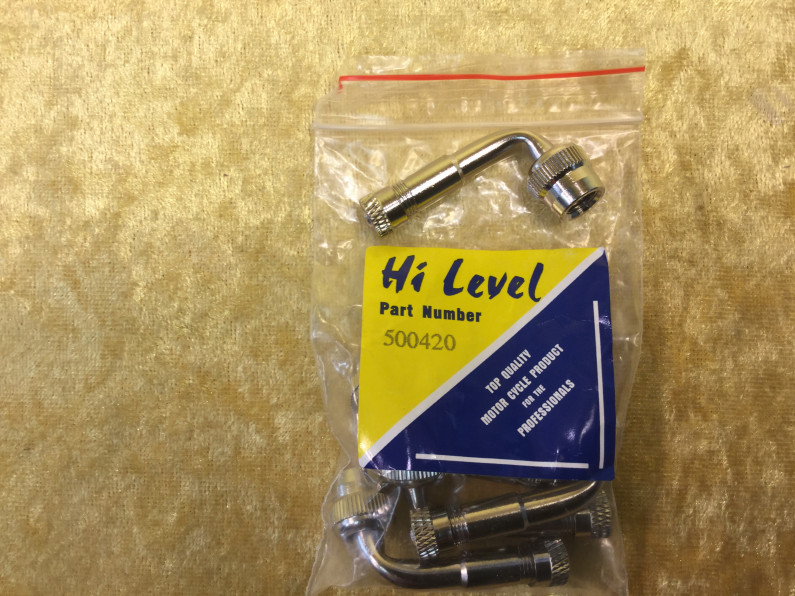 Hi Level
Part Number
500420
TOP QUALITY
MOTOR CYCLE PRODUCT
FOR THE
PROFESSIONALS